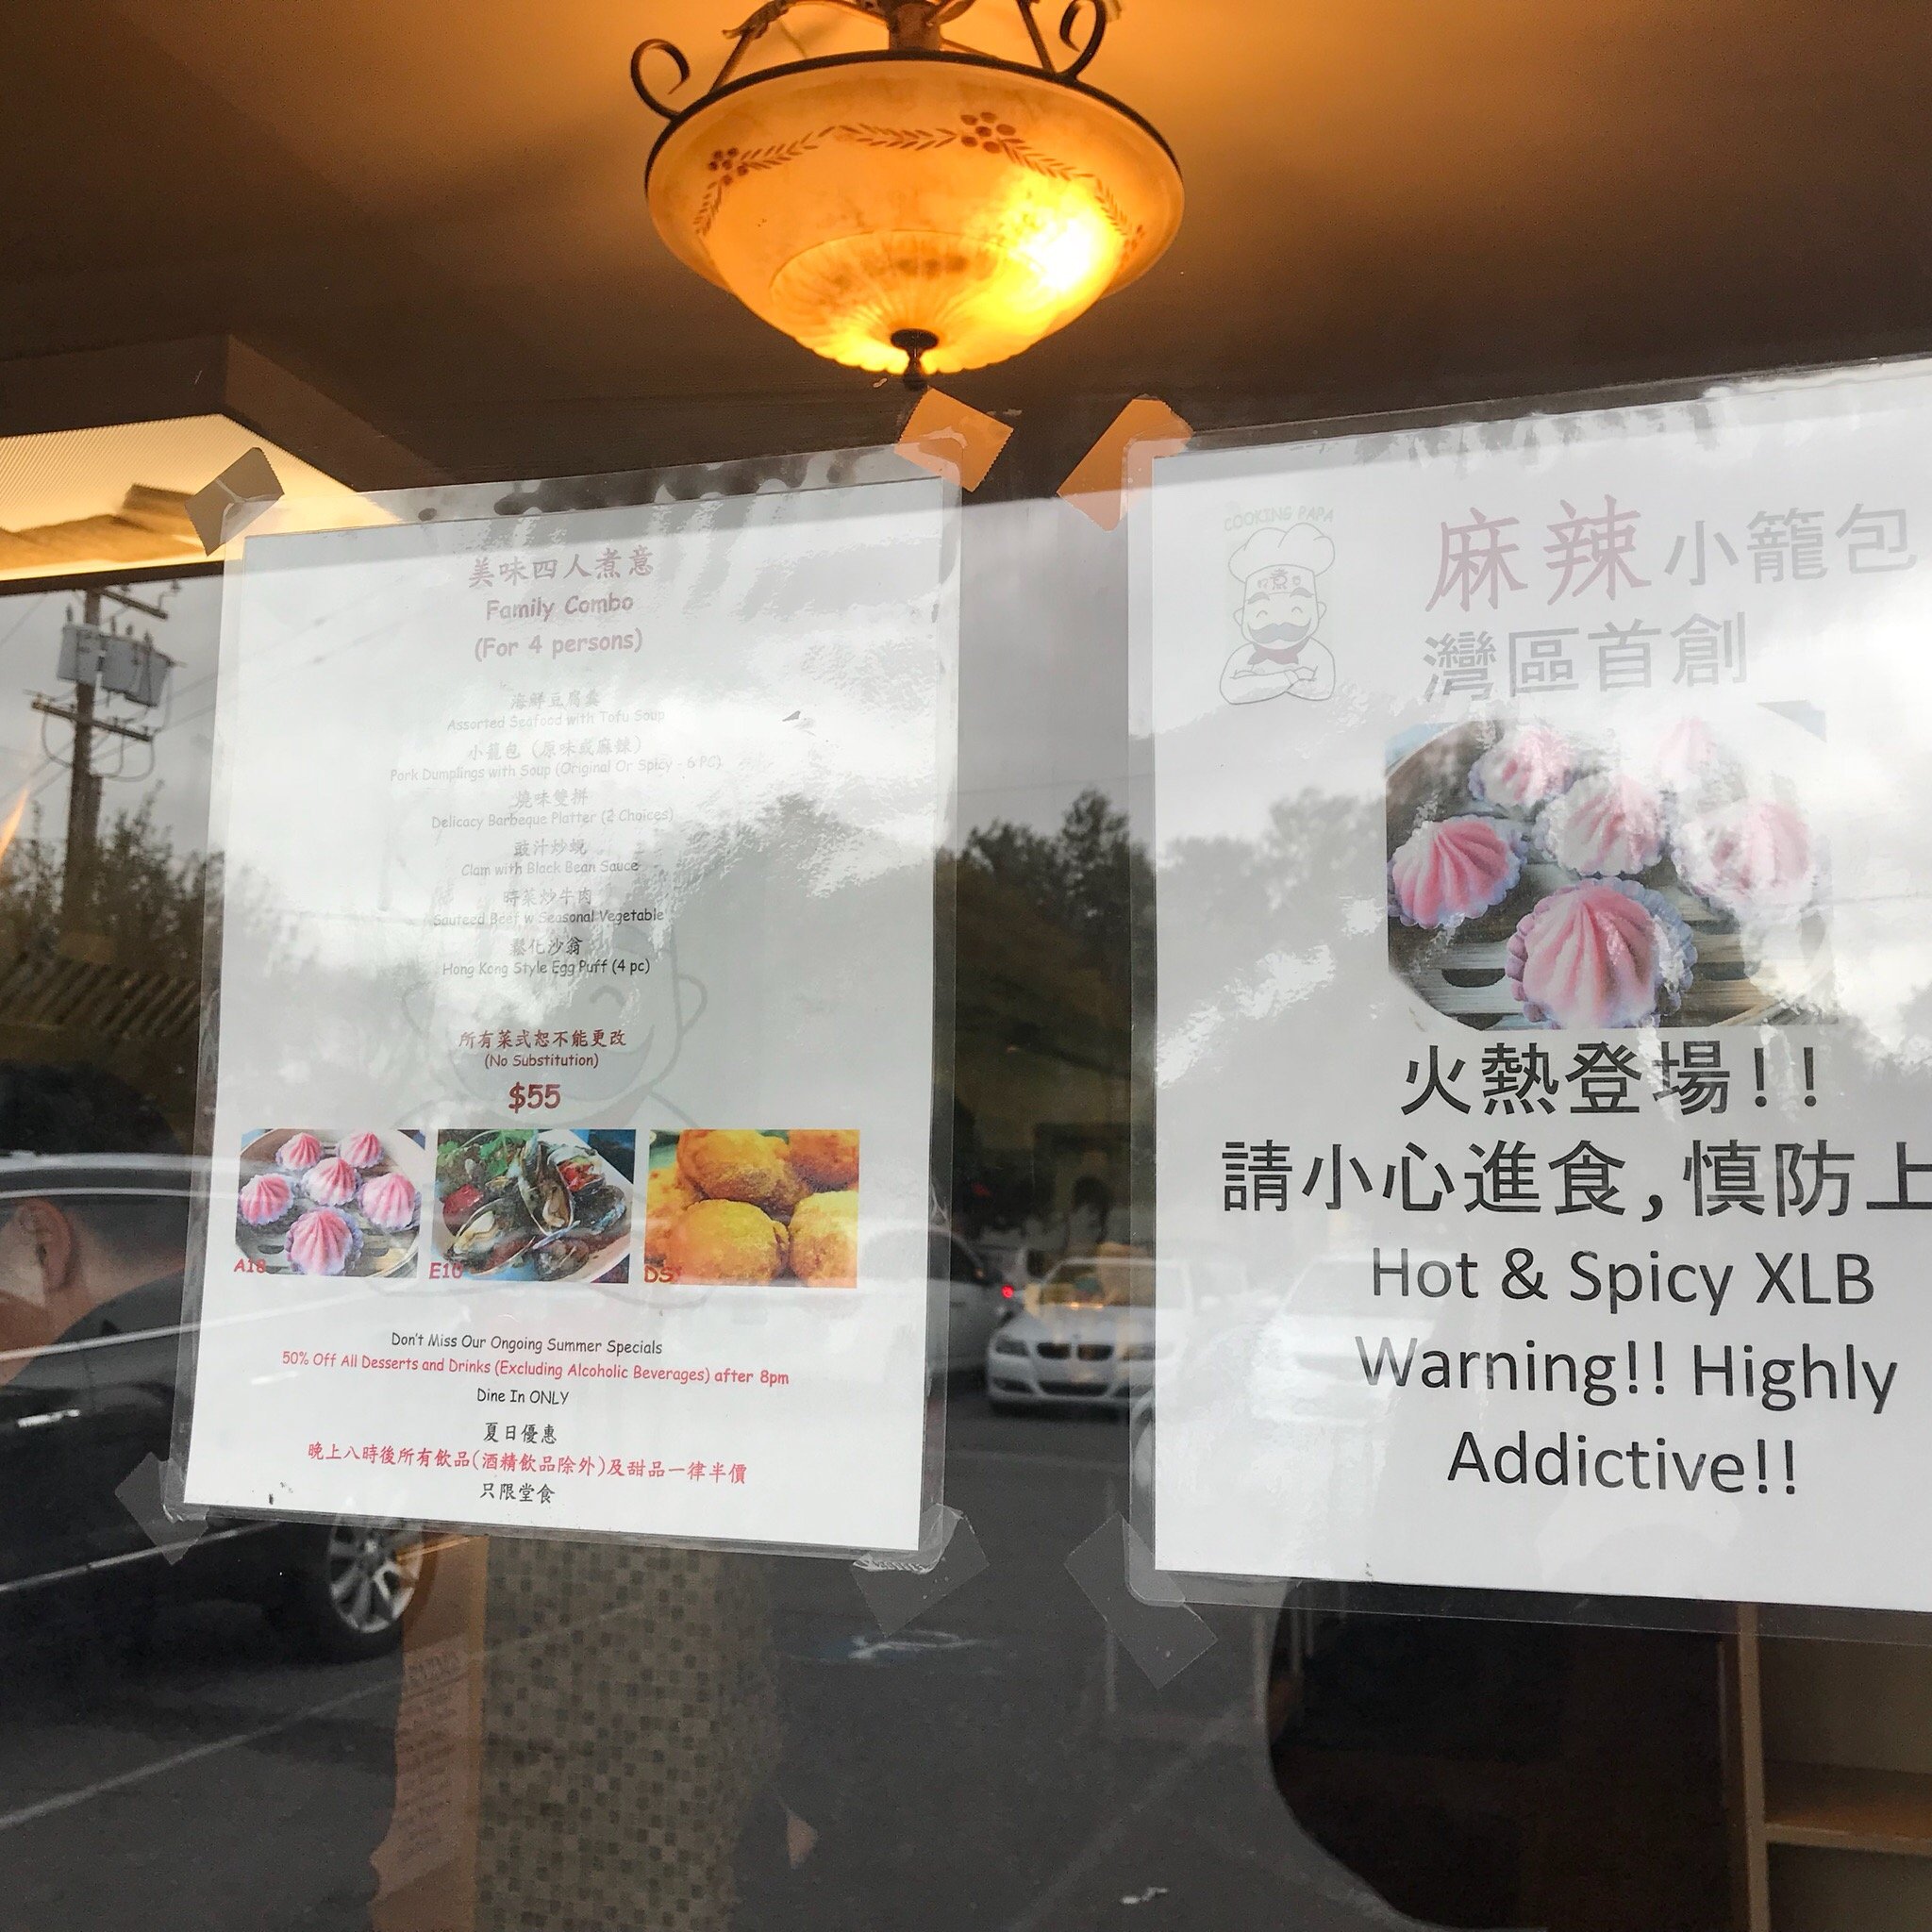 美味四人煮意
Family Combo
(For 4 persons)
海鮮豆腐羹
Assorted Seafood with Tofu Soup
小籠包 (原味或麻辣)
Pork Dumplings with Soup (Original Or Spicy - 6 PC)
燒味雙拼
Delicacy Barbeque Platter (2 Choices)
豉汁炒蜆
Clam with Black Bean Sauce
時菜炒牛肉
Sauteed Beef w Seasonal Vegetable
鬆化沙翁
Hong Kong Style Egg Puff (4 pc)
所有菜式恕不能更改
(No Substitution)
$55
A18
E10
Don't Miss Our Ongoing Summer Specials
50% Off All Desserts and Drinks (Excluding Alcoholic Beverages) after 8pm
Dine In ONLY
夏日優惠
晚上八時後所有飲品(酒精飲品除外)及甜品一律半價
只限堂食
COOKING PAPA
煮
麻辣小籠包
灣區首創
火熱登場!!
請小心進食,慎防上
Hot & Spicy XLB
Warning!! Highly
Addictive!!